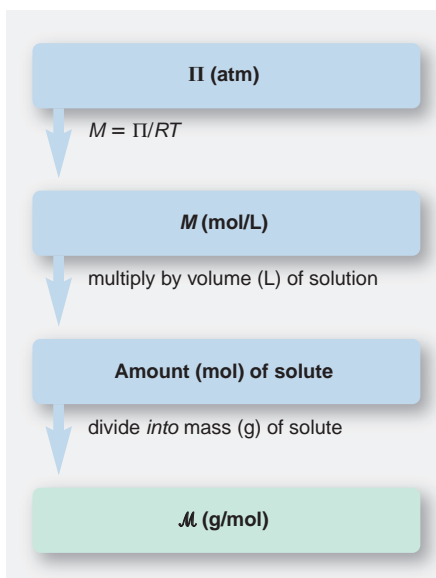 Π (atm)
M = Π/RT
M (mol/L)
multiply by volume (L) of solution
Amount (mol) of solute
divide into mass (g) of solute
ℳ (g/mol)